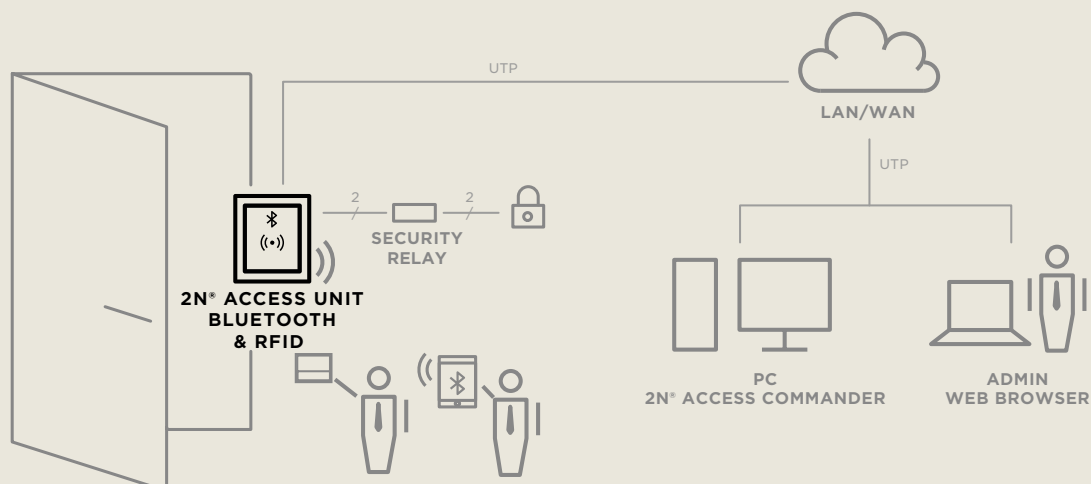 UTP
LAN/WAN
UTP
2
2
SECURITY
RELAY
2N® ACCESS UNIT
BLUETOOTH
& RFID
PC
2N® ACCESS COMMANDER
ADMIN
WEB BROWSER